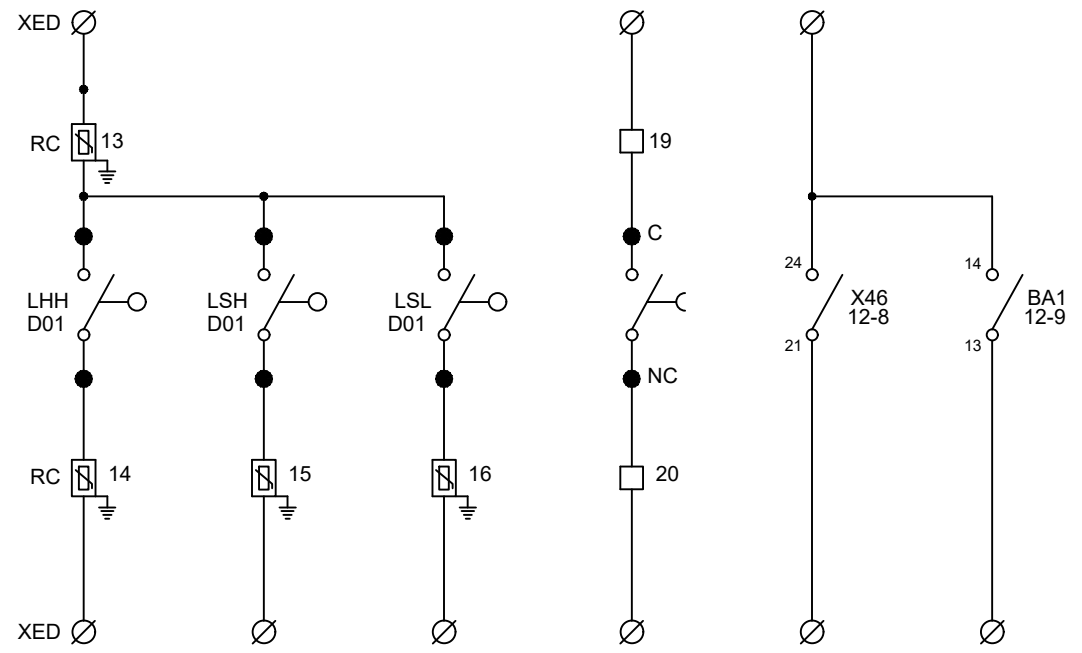 XED
RC
13
19
C
LHH
D01
LSH
D01
LSL
D01
24
21
X46
12-8
14
13
BA1
12-9
NC
RC
14
15
16
20
XED